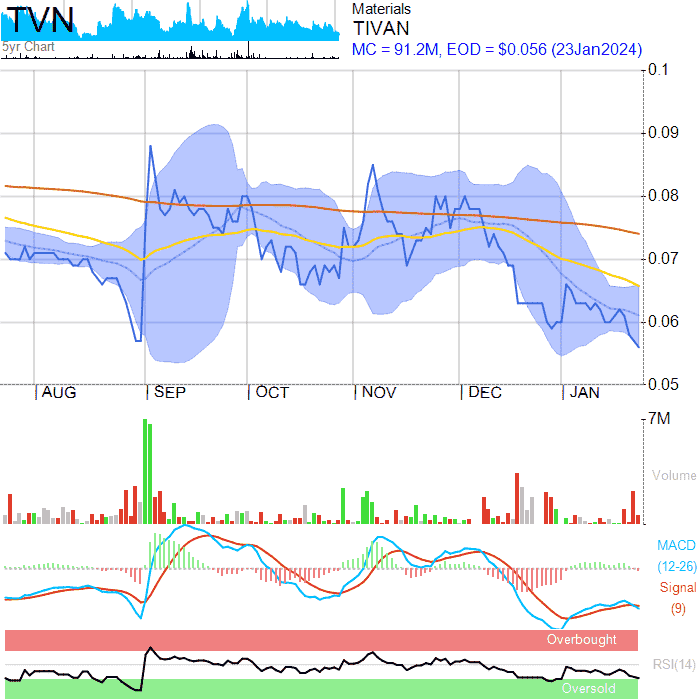 TVN
5yr Chart
Materials
TIVAN
MC = 91.2M, EOD = $0.056 (23Jan2024)
0.1
0.09
0.08
0.07
0.06
0.05
AUG SEP OCT NOV DEC JAN
7M
Volume
MACD
(12-26)
Signal
(9)
Overbought
RSI(14)
Oversold